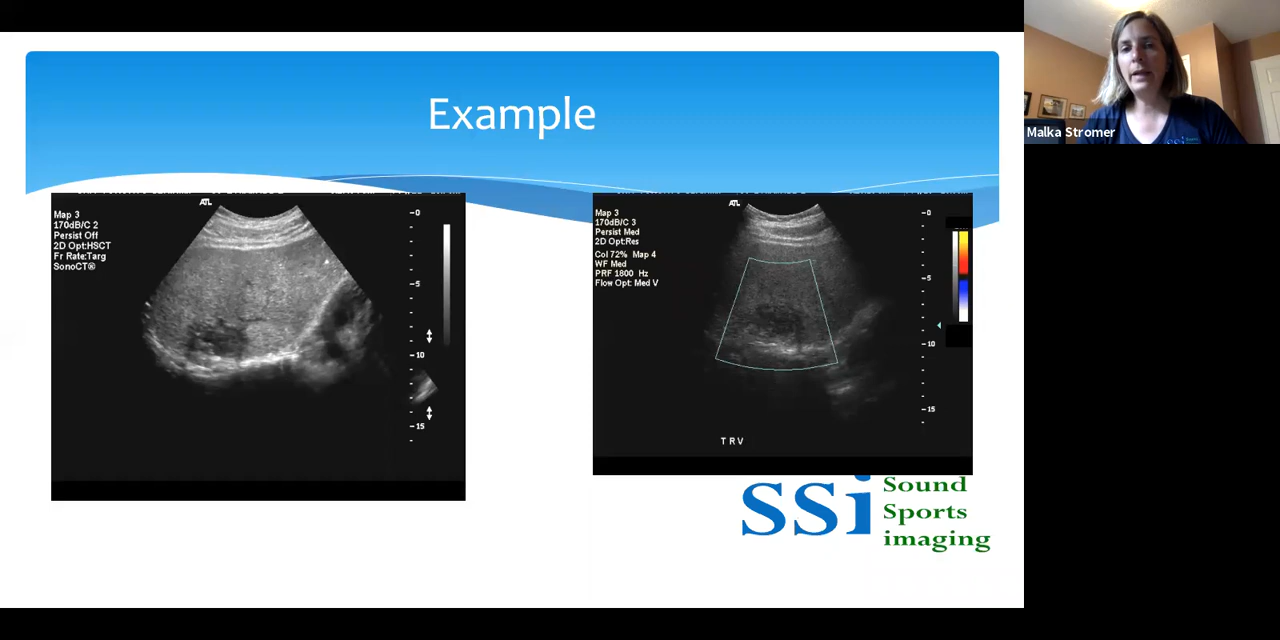 Example
Malka Stromer
ATL
Map 3
170dB/C 2
Persist Off
2D Opt:HSCT
Fr Rate:Targ
SonoCT®
0
5
10
15
ATL
Map 3
170dB/C 3
Persist Med
2D Opt:Res
Col 72% Map 4
WF Med
PRF 1800 Hz
Flow Opt: Med V
0
5
10
15
TRV
SSi
Sound
Sports
imaging